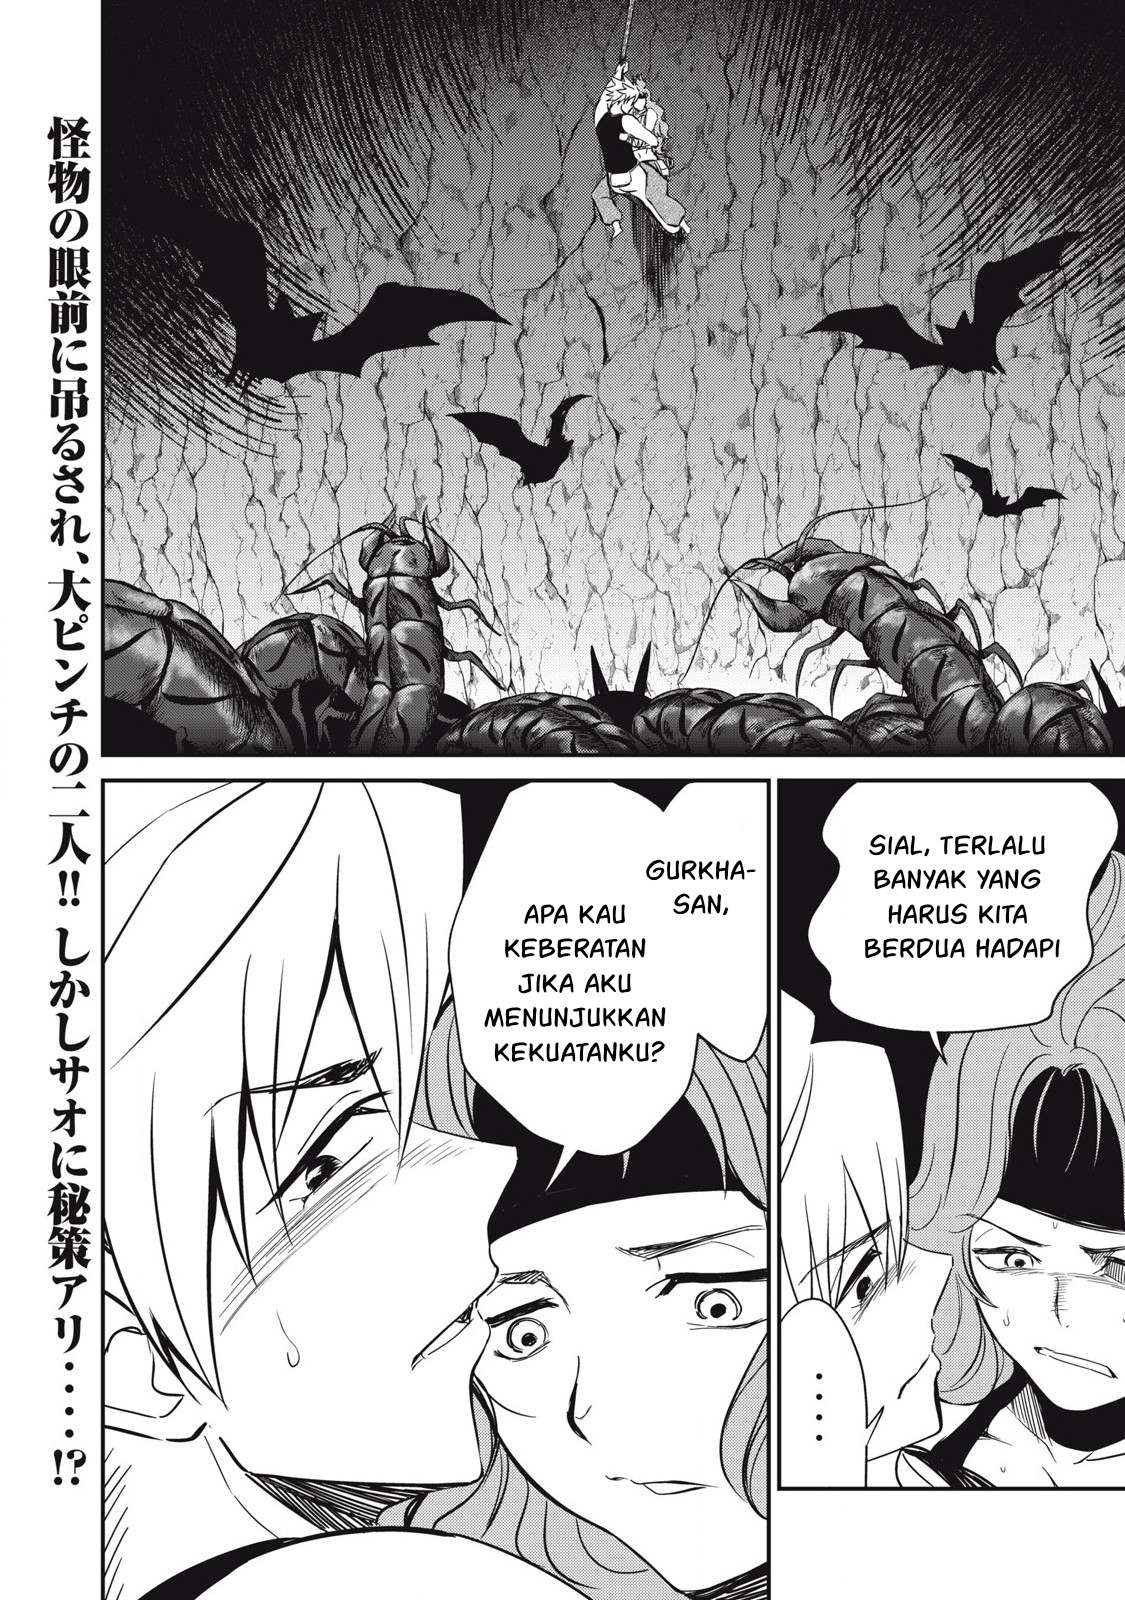 怪物の眼前に吊るされ、大ピンチの二人!! しかしサオに秘策アリ・・・・・!?
SIAL, TERLALU
BANYAK YANG
HARUS KITA
BERDUA HADAPI
・・・・
GURKHA-
SAN,
APA KAU
KEBERATAN
JIKA AKU
MENUNJUKKAN
KEKUATANKU?